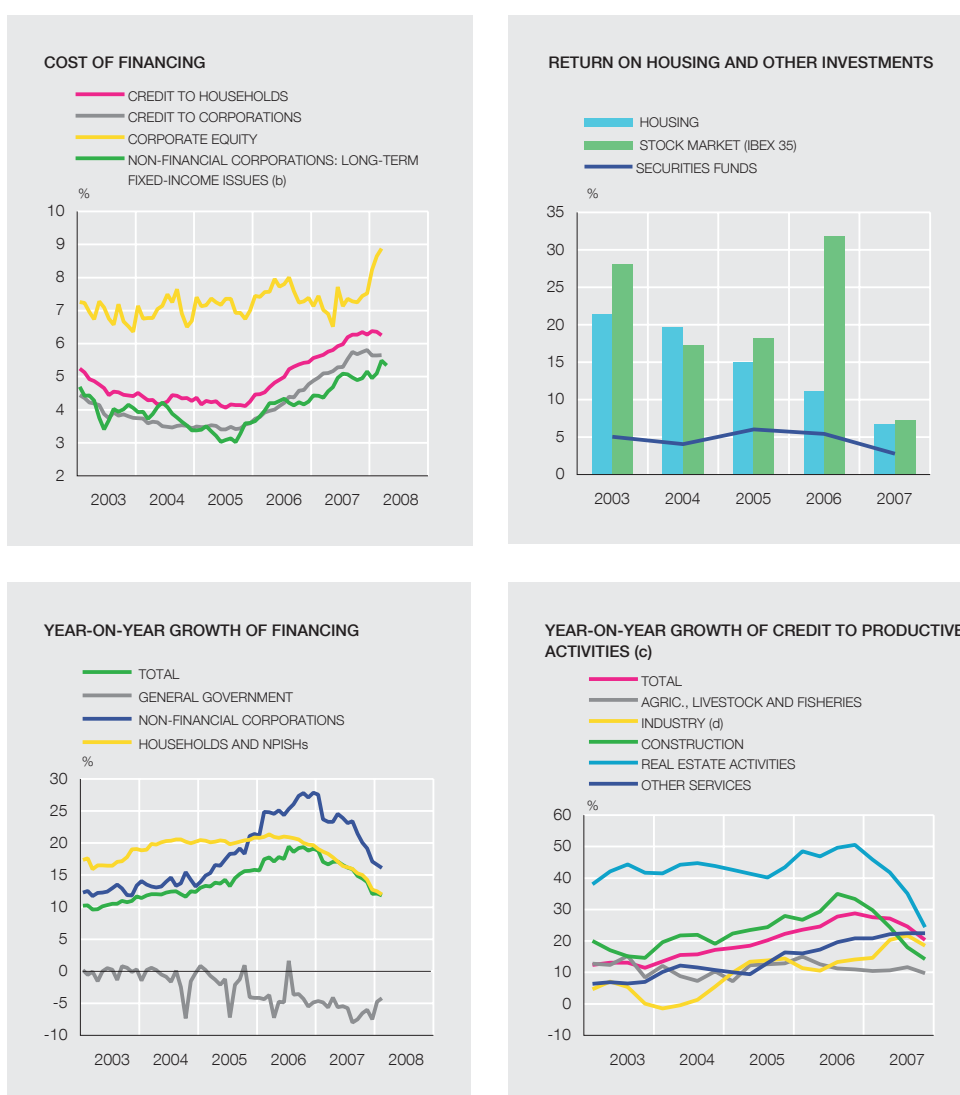 COST OF FINANCING
CREDIT TO HOUSEHOLDS
CREDIT TO CORPORATIONS
CORPORATE EQUITY
NON-FINANCIAL CORPORATIONS: LONG-TERM
FIXED-INCOME ISSUES (b)
%
10
9
8
7
6
5
4
3
2
2003 2004 2005 2006 2007 2008
RETURN ON HOUSING AND OTHER INVESTMENTS
HOUSING
STOCK MARKET (IBEX 35)
SECURITIES FUNDS
%
35
30
25
20
15
10
5
0
2003 2004 2005 2006 2007
YEAR-ON-YEAR GROWTH OF FINANCING
TOTAL
GENERAL GOVERNMENT
NON-FINANCIAL CORPORATIONS
HOUSEHOLDS AND NPISHs
%
30
25
20
15
10
5
0
-5
-10
2003 2004 2005 2006 2007 2008
YEAR-ON-YEAR GROWTH OF CREDIT TO PRODUCTIVE
ACTIVITIES (c)
TOTAL
AGRIC., LIVESTOCK AND FISHERIES
INDUSTRY (d)
CONSTRUCTION
REAL ESTATE ACTIVITIES
OTHER SERVICES
%
60
50
40
30
20
10
0
-10
2003 2004 2005 2006 2007